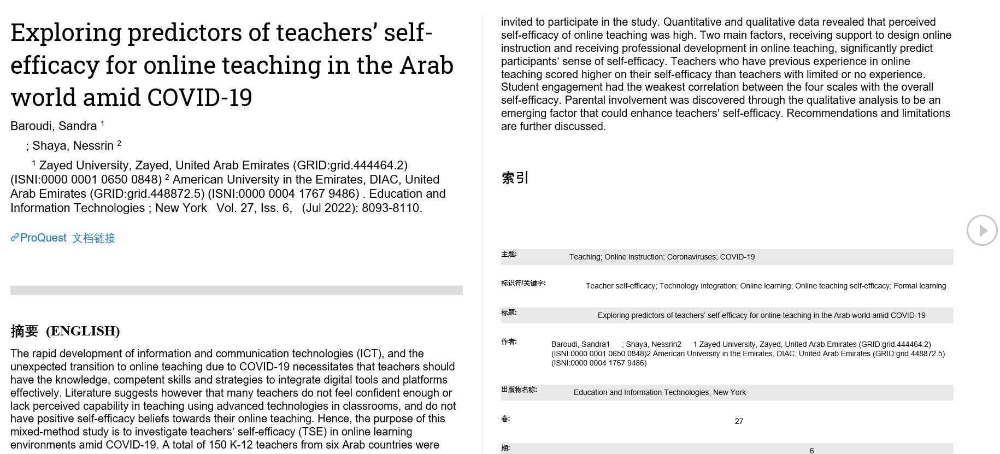 Exploring predictors of teachers’ self-
efficacy for online teaching in the Arab
world amid COVID-19
Baroudi, Sandra 1
; Shaya, Nessrin 2
1 Zayed University, Zayed, United Arab Emirates (GRID:grid.444464.2)
(ISNI:0000 0001 0650 0848) 2 American University in the Emirates, DIAC, United
Arab Emirates (GRID:grid.448872.5) (ISNI:0000 0004 1767 9486) . Education and
Information Technologies ; New York Vol. 27, Iss. 6, (Jul 2022): 8093-8110.
ProQuest 文档链接
摘要 (ENGLISH)
The rapid development of information and communication technologies (ICT), and the
unexpected transition to online teaching due to COVID-19 necessitates that teachers should
have the knowledge, competent skills and strategies to integrate digital tools and platforms
effectively. Literature suggests however that many teachers do not feel confident enough or
lack perceived capability in teaching using advanced technologies in classrooms, and do not
have positive self-efficacy beliefs towards their online teaching. Hence, the purpose of this
mixed-method study is to investigate teachers’ self-efficacy (TSE) in online learning
environments amid COVID-19. A total of 150 K-12 teachers from six Arab countries were
invited to participate in the study. Quantitative and qualitative data revealed that perceived
self-efficacy of online teaching was high. Two main factors, receiving support to design online
instruction and receiving professional development in online teaching, significantly predict
participants’ sense of self-efficacy. Teachers who have previous experience in online
teaching scored higher on their self-efficacy than teachers with limited or no experience.
Student engagement had the weakest correlation between the four scales with the overall
self-efficacy. Parental involvement was discovered through the qualitative analysis to be an
emerging factor that could enhance teachers’ self-efficacy. Recommendations and limitations
are further discussed.
索引
主题: Teaching; Online instruction; Coronaviruses; COVID-19
标识符/关键字: Teacher self-efficacy; Technology integration; Online learning; Online teaching self-efficacy; Formal learning
标题: Exploring predictors of teachers’ self-efficacy for online teaching in the Arab world amid COVID-19
作者: Baroudi, Sandra1 ; Shaya, Nessrin2 1 Zayed University, Zayed, United Arab Emirates (GRID:grid.444464.2)
(ISNI:0000 0001 0650 0848)2 American University in the Emirates, DIAC, United Arab Emirates (GRID:grid.448872.5)
(ISNI:0000 0004 1767 9486)
出版物名称: Education and Information Technologies; New York
卷: 27
期: 6